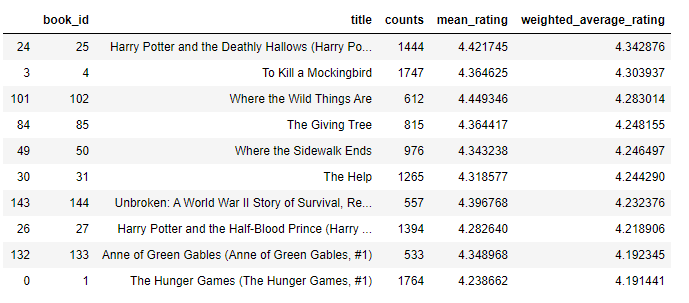 book_id title counts mean_rating weighted_average_rating
24 25 Harry Potter and the Deathly Hallows (Harry Po... 1444 4.421745 4.342876
3 4 To Kill a Mockingbird 1747 4.364625 4.303937
101 102 Where the Wild Things Are 612 4.449346 4.283014
84 85 The Giving Tree 815 4.364417 4.248155
49 50 Where the Sidewalk Ends 976 4.343238 4.246497
30 31 The Help 1265 4.318577 4.244290
143 144 Unbroken: A World War II Story of Survival, Re... 557 4.396768 4.232376
26 27 Harry Potter and the Half-Blood Prince (Harry ... 1394 4.282640 4.218906
132 133 Anne of Green Gables (Anne of Green Gables, #1) 533 4.348968 4.192345
0 1 The Hunger Games (The Hunger Games, #1) 1764 4.238662 4.191441